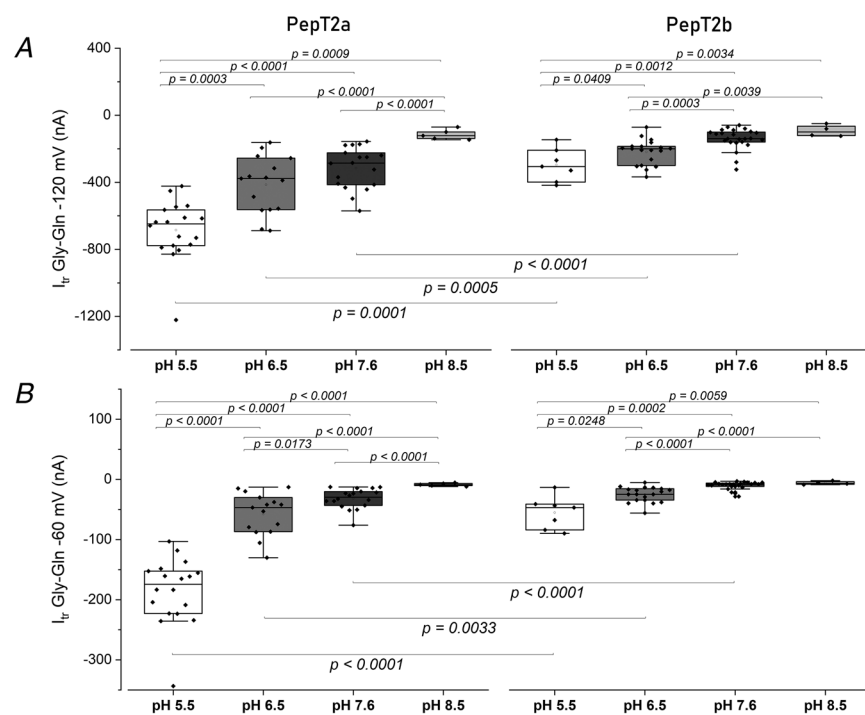 PepT2a PepT2b
A
400
0
-400
-800
-1200
I_tr Gly-Gln -120 mV (nA)
p = 0.0009
p < 0.0001
p = 0.0003
p < 0.0001
p < 0.0001
p = 0.0034
p = 0.0012
p = 0.0409
p = 0.0039
p = 0.0003
p < 0.0001
p = 0.0005
p = 0.0001
pH 5.5 pH 6.5 pH 7.6 pH 8.5 pH 5.5 pH 6.5 pH 7.6 pH 8.5
B
100
0
-100
-200
-300
I_tr Gly-Gln -60 mV (nA)
p < 0.0001
p < 0.0001
p < 0.0001
p < 0.0001
p = 0.0173
p < 0.0001
p = 0.0059
p = 0.0002
p = 0.0248
p < 0.0001
p < 0.0001
p < 0.0001
p = 0.0033
p < 0.0001
pH 5.5 pH 6.5 pH 7.6 pH 8.5 pH 5.5 pH 6.5 pH 7.6 pH 8.5